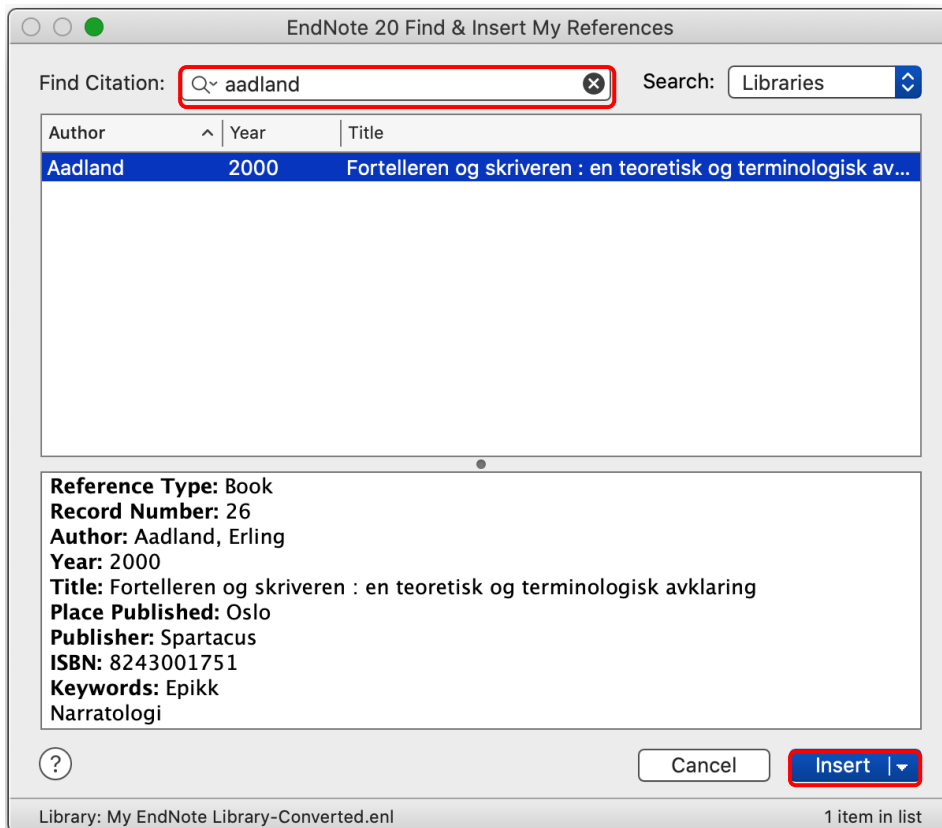 EndNote 20 Find & Insert My References
Find Citation: aadland Search: Libraries
Author Year Title
Aadland 2000 Fortelleren og skriveren : en teoretisk og terminologisk av...
Reference Type: Book
Record Number: 26
Author: Aadland, Erling
Year: 2000
Title: Fortelleren og skriveren : en teoretisk og terminologisk avklaring
Place Published: Oslo
Publisher: Spartacus
ISBN: 8243001751
Keywords: Epikk
Narratologi
? Cancel Insert
Library: My EndNote Library-Converted.enl 1 item in list